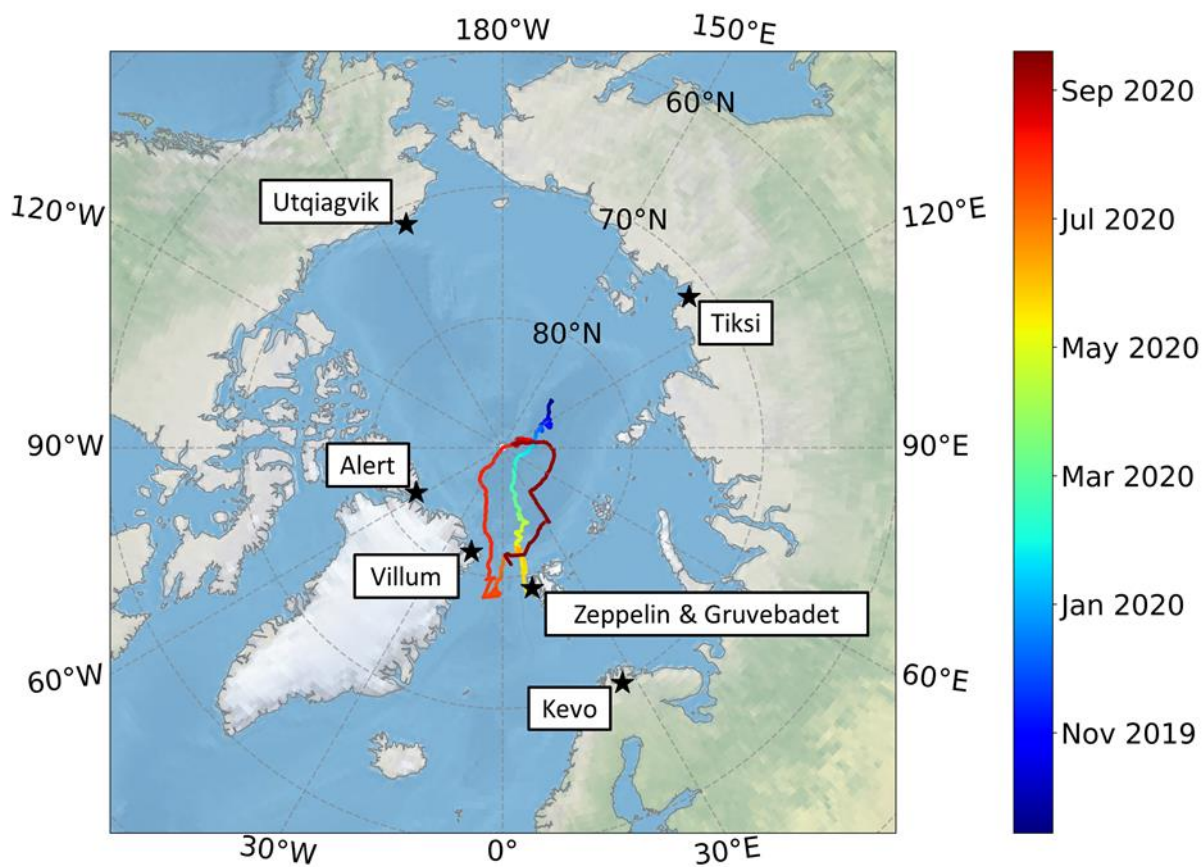 180°W
150°E
60°N
Sep 2020
Utqiagvik
120°W
70°N
120°E
Jul 2020
Tiksi
80°N
May 2020
90°W
90°E
Alert
Mar 2020
Villum
Zeppelin & Gruvebadet
Jan 2020
60°W
60°E
Kevo
Nov 2019
30°W
0°
30°E